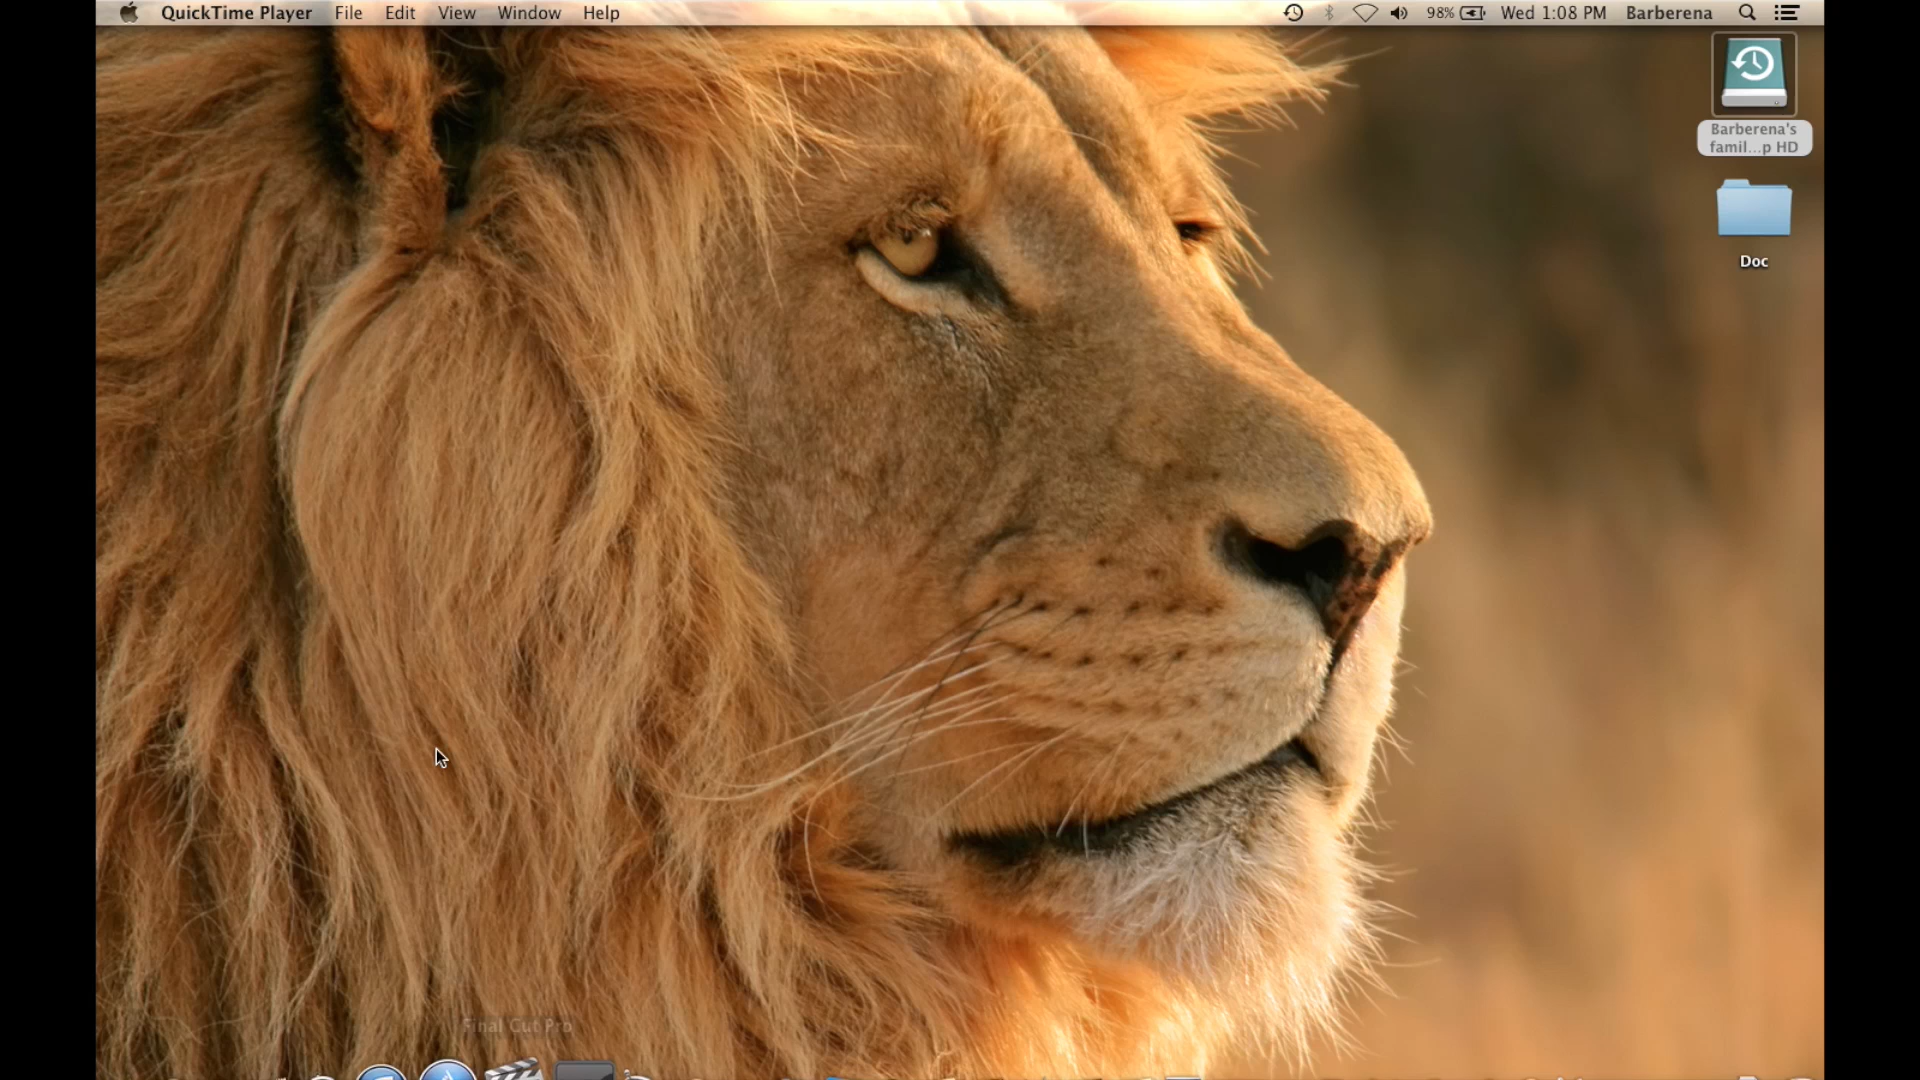 QuickTime Player File Edit View Window Help 98% Wed 1:08 PM Barberena
Barberena's
famil...p HD
Doc
Final Cut Pro